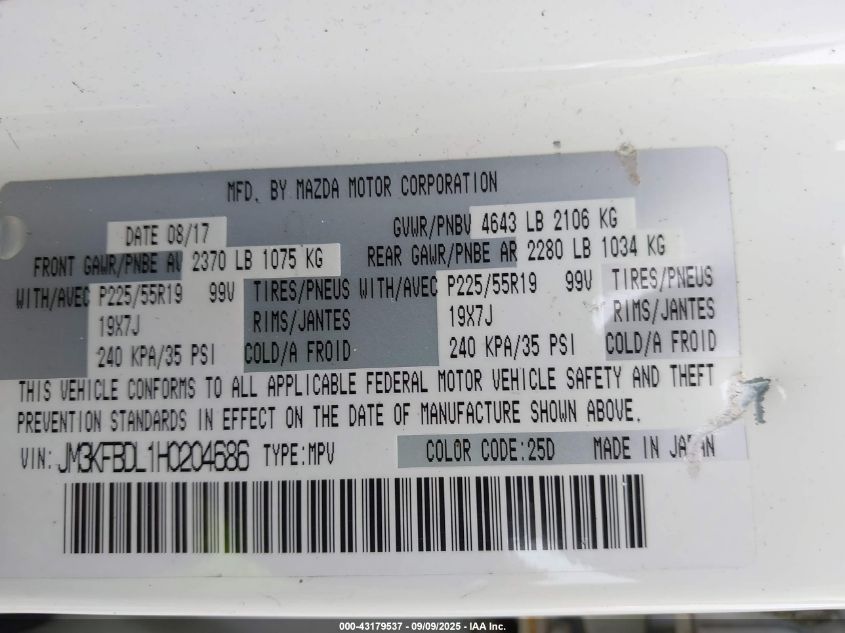 MFD. BY MAZDA MOTOR CORPORATION
DATE 08/17 GVWR/PNBV 4643 LB 2106 KG
FRONT GAWR/PNBE AV 2370 LB 1075 KG REAR GAWR/PNBE AR 2280 LB 1034 KG
WITH/AVEC P225/55R19 99V TIRES/PNEUS WITH/AVEC P225/55R19 99V TIRES/PNEUS
19X7J RIMS/JANTES 19X7J RIMS/JANTES
240 KPA/35 PSI COLD/A FROID 240 KPA/35 PSI COLD/A FROID
THIS VEHICLE CONFORMS TO ALL APPLICABLE FEDERAL MOTOR VEHICLE SAFETY AND THEFT
PREVENTION STANDARDS IN EFFECT ON THE DATE OF MANUFACTURE SHOWN ABOVE.
VIN: JM3KFBDL1H0204686 TYPE:MPV COLOR CODE:25D MADE IN JAPAN
000-43179537 - 09/09/2025 - IAA Inc.